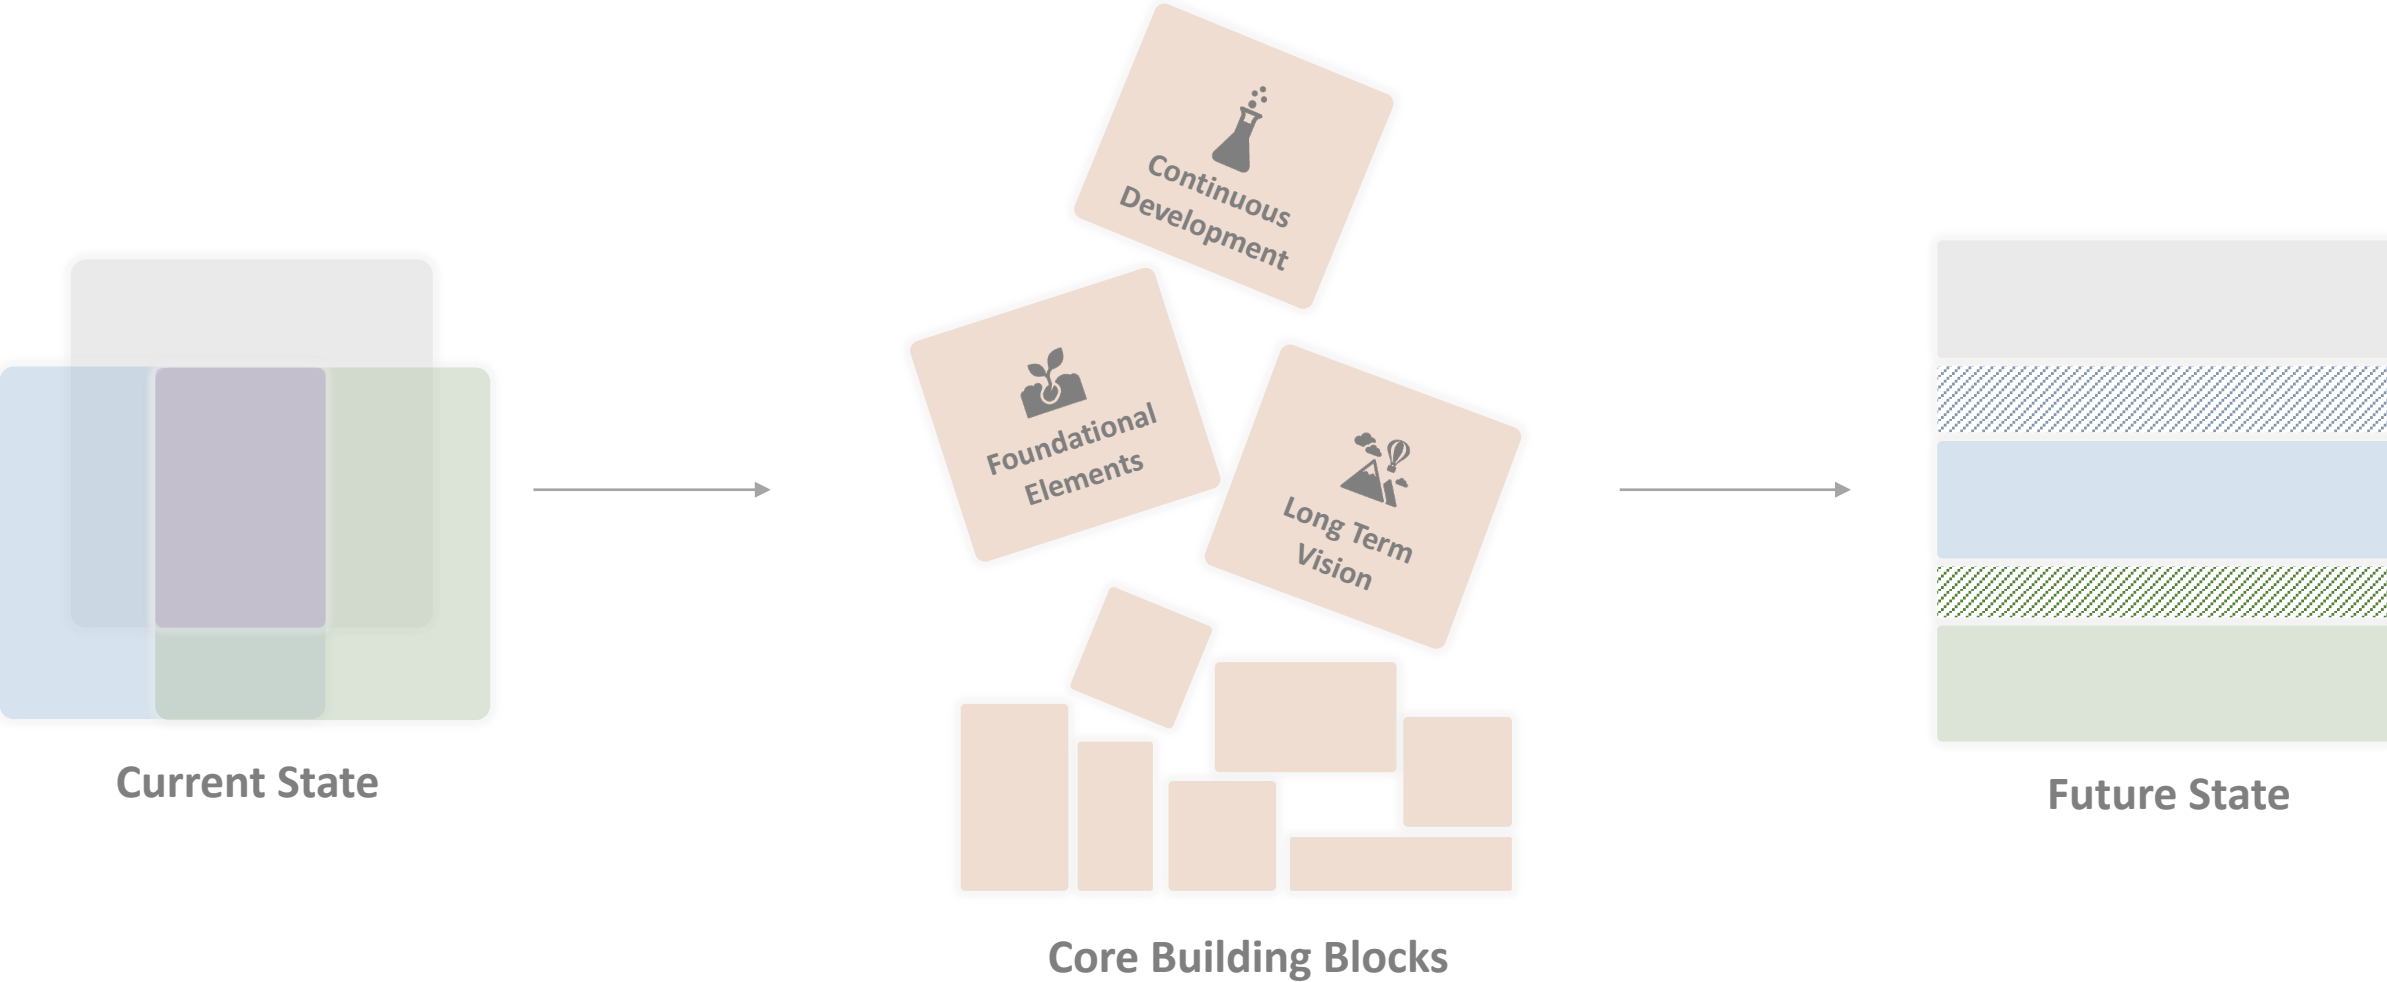 Continuous
Development
Foundational
Elements
Long Term
Vision
Current State
Future State
Core Building Blocks